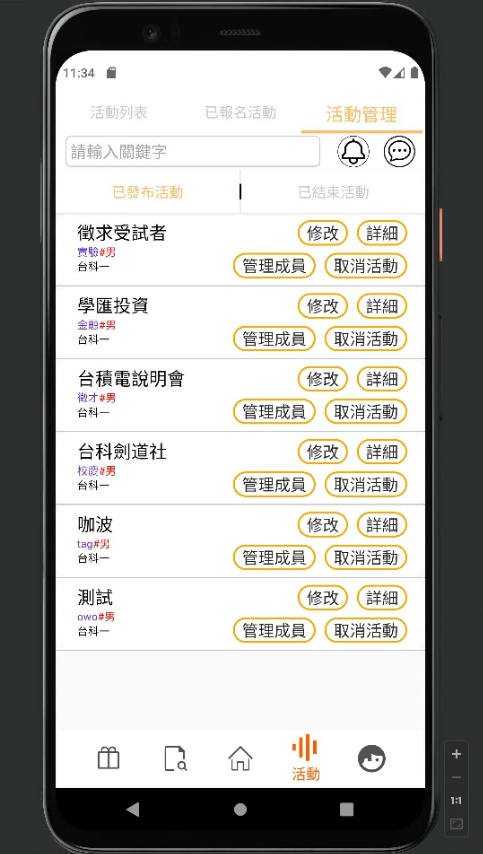 11:34
活動列表 已報名活動 活動管理
請輸入關鍵字
已發布活動 已結束活動
徵求受試者 修改 詳細
實驗#男
台科一 管理成員 取消活動
學匯投資 修改 詳細
金融#男
台科一 管理成員 取消活動
台積電說明會 修改 詳細
徵才#男
台科一 管理成員 取消活動
台科劍道社 修改 詳細
校慶#男
台科一 管理成員 取消活動
咖波 修改 詳細
tag#男
台科一 管理成員 取消活動
測試 修改 詳細
owo#男
台科一 管理成員 取消活動
活動
1:1